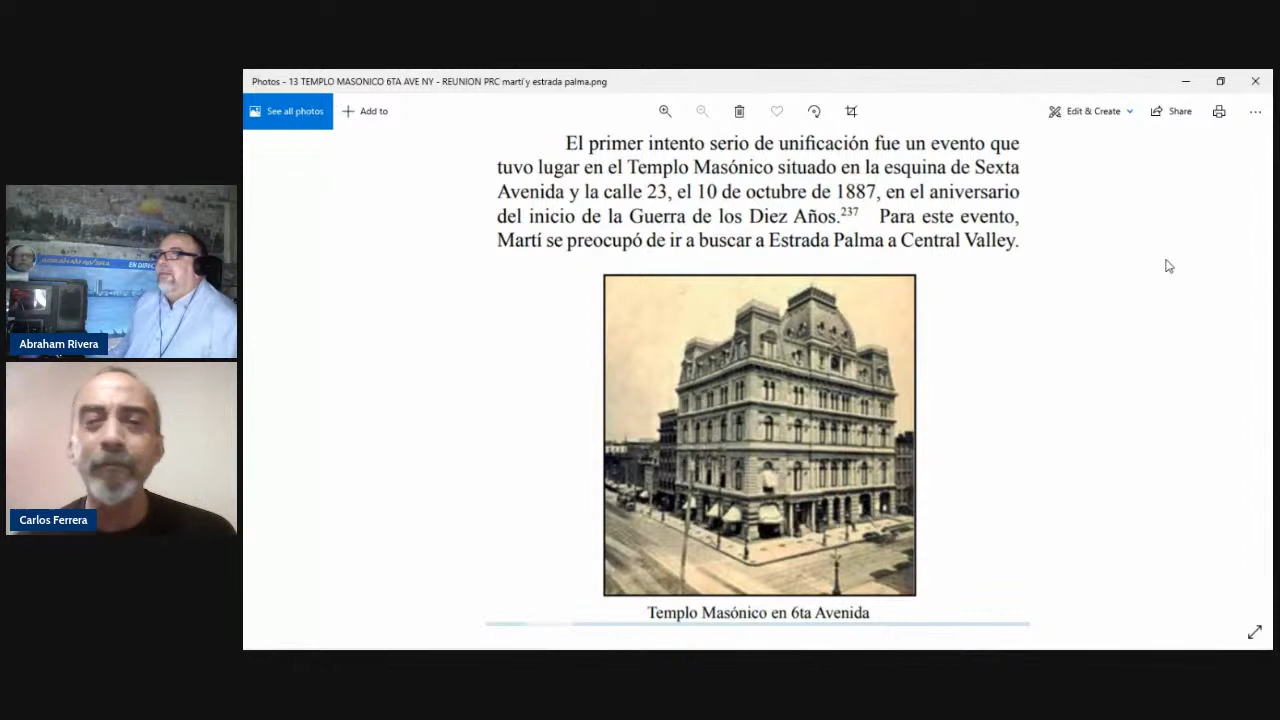 Photos - 13 TEMPLO MASONICO 6TA AVE NY - REUNION PRC martí y estrada palma.png
See all photos
Add to
Edit & Create
Share
El primer intento serio de unificación fue un evento que
tuvo lugar en el Templo Masónico situado en la esquina de Sexta
Avenida y la calle 23, el 10 de octubre de 1887, en el aniversario
del inicio de la Guerra de los Diez Años.237 Para este evento,
Martí se preocupó de ir a buscar a Estrada Palma a Central Valley.
Templo Masónico en 6ta Avenida
EN DIREC
Abraham Rivera
Carlos Ferrera